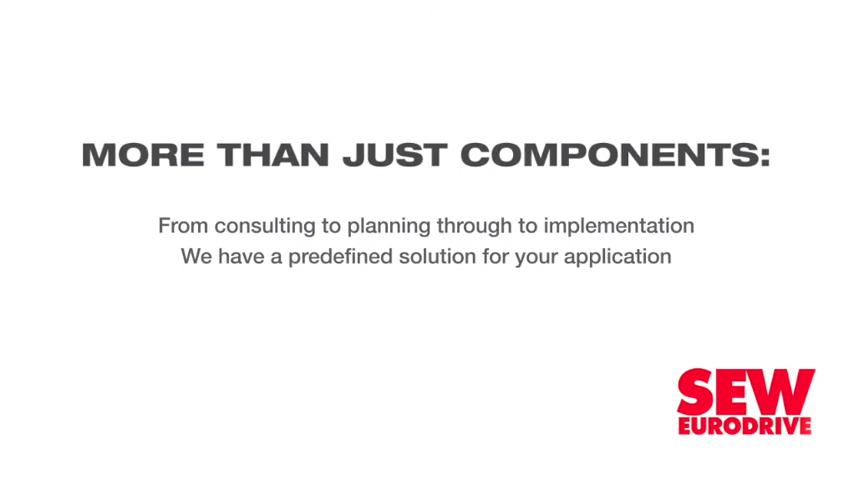 MORE THAN JUST COMPONENTS:
From consulting to planning through to implementation
We have a predefined solution for your application
SEW
EURODRIVE